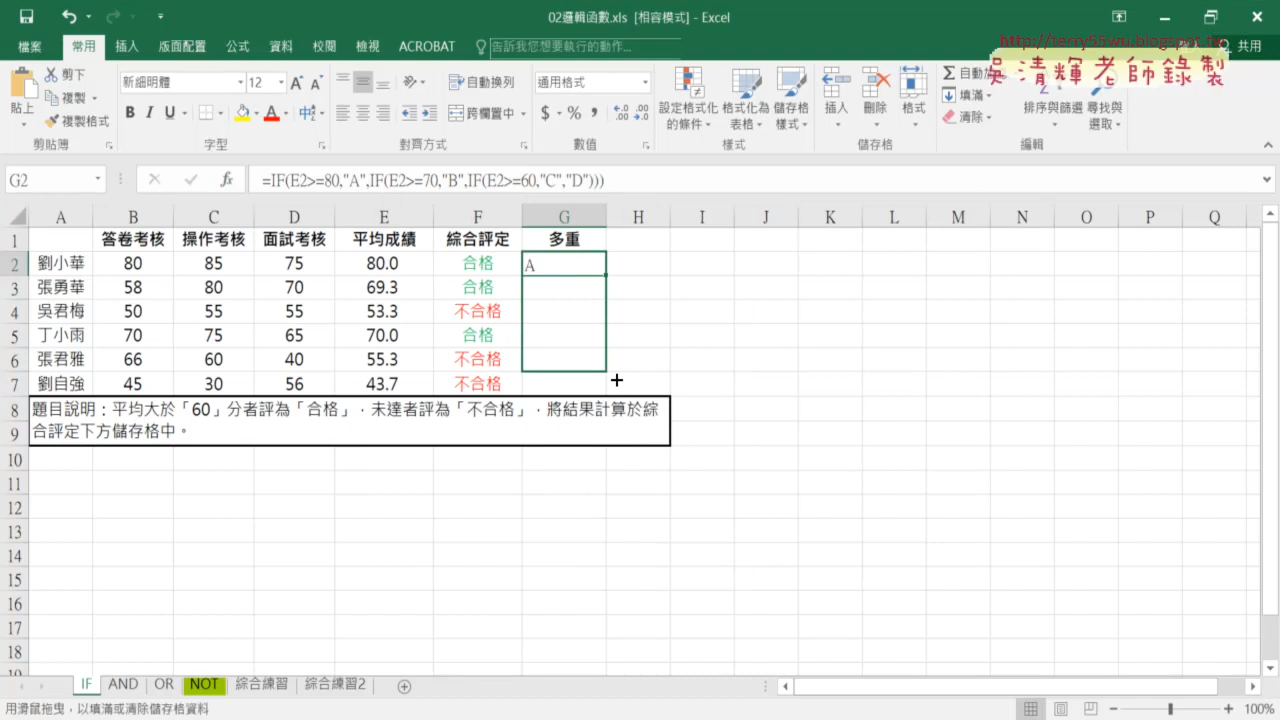 02邏輯函數.xls [相容模式] - Excel
http://terry55wu.blogspot.tw
吳清輝老師錄製
檔案 常用 插入 版面配置 公式 資料 校閱 檢視 ACROBAT 告訴我您想要執行的動作... 共用
貼上 剪下 複製 複製格式 剪貼簿
新細明體 12 B I U 中 字型
自動換列 跨欄置中 對齊方式
通用格式 $ % , 數值
設定格式化的條件 格式化為表格 儲存格樣式 樣式
插入 刪除 格式 儲存格
Σ 自動加 填滿 清除 排序與篩選 尋找與選取 編輯
G2 fx =IF(E2>=80,"A",IF(E2>=70,"B",IF(E2>=60,"C","D")))
A B C D E F G H I J K L M N O P Q
1 答卷考核 操作考核 面試考核 平均成績 綜合評定 多重
2 劉小華 80 85 75 80.0 合格 A
3 張勇華 58 80 70 69.3 合格
4 吳君梅 50 55 55 53.3 不合格
5 丁小雨 70 75 65 70.0 合格
6 張君雅 66 60 40 55.3 不合格
7 劉自強 45 30 56 43.7 不合格
8 題目說明：平均大於「60」分者評為「合格」，未達者評為「不合格」，將結果計算於綜
9 合評定下方儲存格中。
10
11
12
13
14
15
16
17
18
19
IF AND OR NOT 綜合練習 綜合練習2
用滑鼠拖曳，以填滿或清除儲存格資料 100%